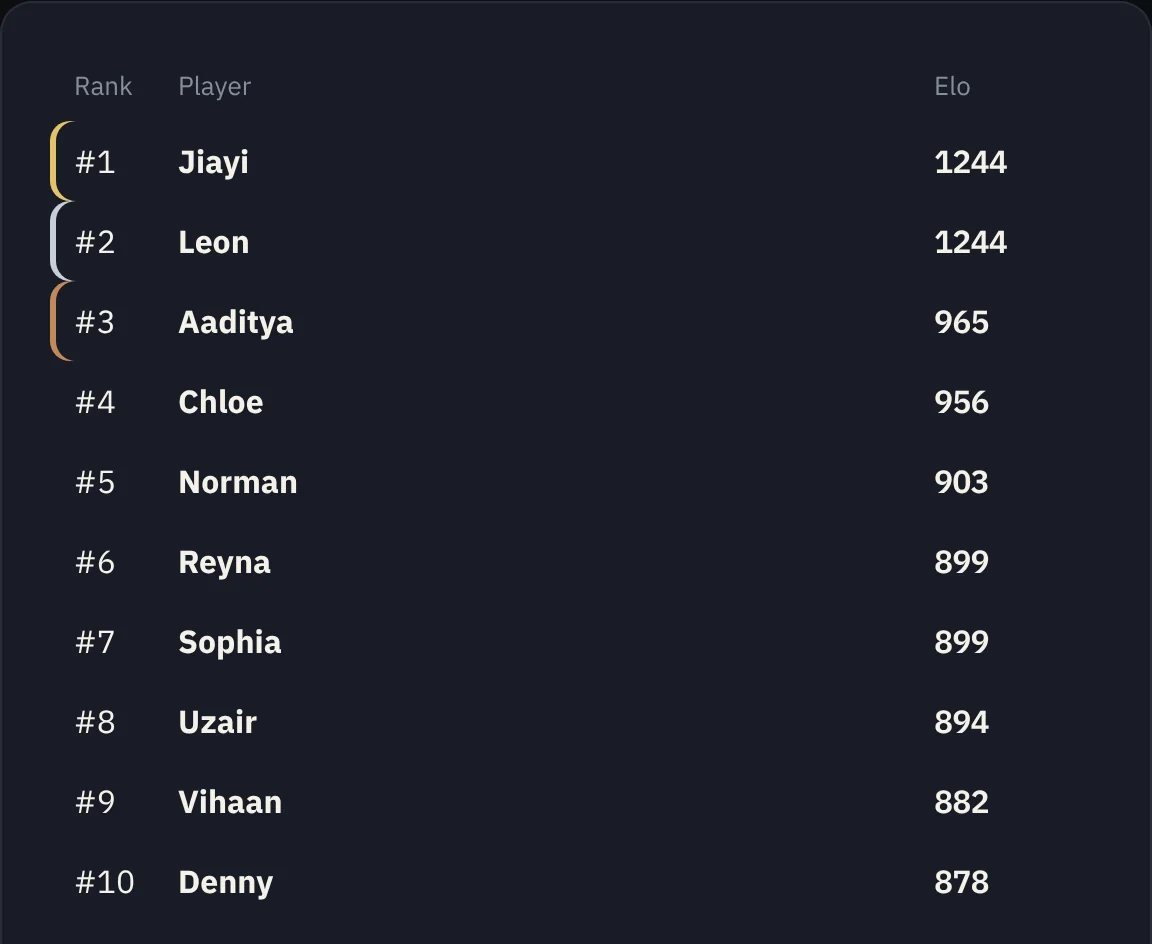 Rank Player Elo
#1 Jiayi 1244
#2 Leon 1244
#3 Aaditya 965
#4 Chloe 956
#5 Norman 903
#6 Reyna 899
#7 Sophia 899
#8 Uzair 894
#9 Vihaan 882
#10 Denny 878